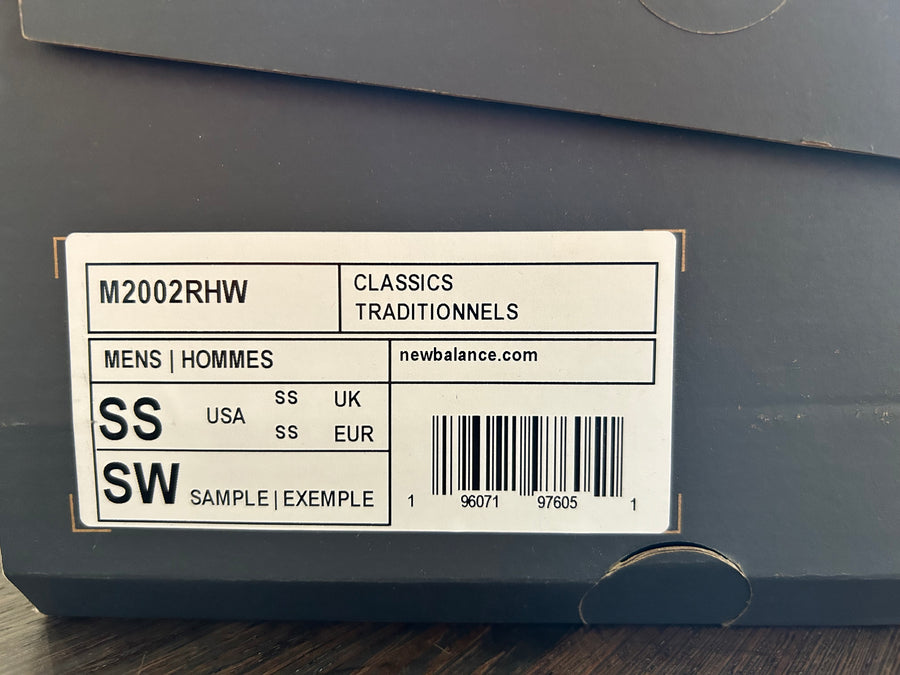 M2002RHW
CLASSICS
TRADITIONNELS
MENS | HOMMES
newbalance.com
SS USA SS UK
SS EUR
SW SAMPLE | EXEMPLE
1 96071 97605 1